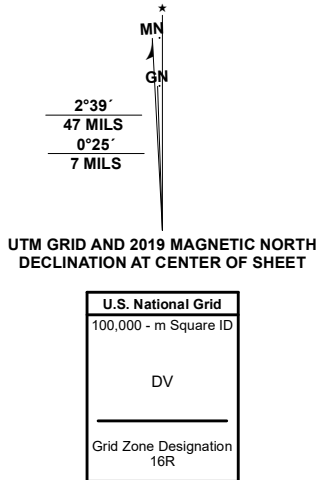 ★
MN
GN
2°39´
47 MILS
0°25´
7 MILS
UTM GRID AND 2019 MAGNETIC NORTH
DECLINATION AT CENTER OF SHEET
U.S. National Grid
100,000 - m Square ID
DV
Grid Zone Designation
16R